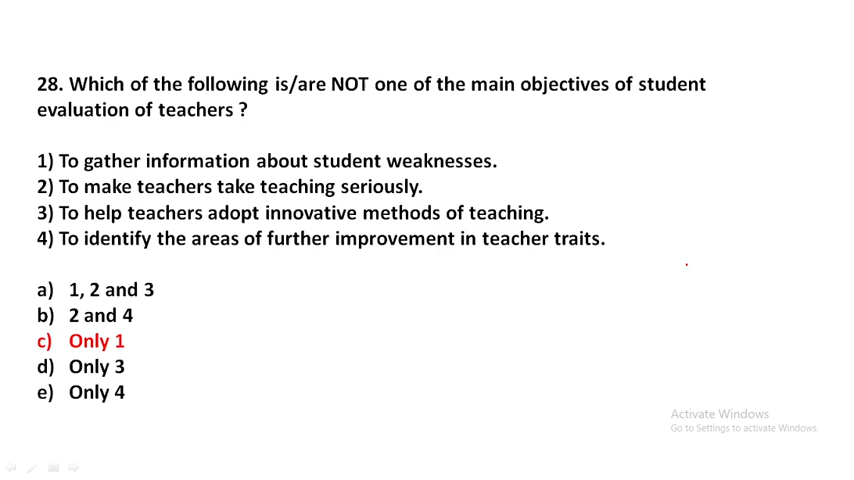 28. Which of the following is/are NOT one of the main objectives of student
evaluation of teachers ?
1) To gather information about student weaknesses.
2) To make teachers take teaching seriously.
3) To help teachers adopt innovative methods of teaching.
4) To identify the areas of further improvement in teacher traits.
a) 1, 2 and 3
b) 2 and 4
c) Only 1
d) Only 3
e) Only 4
Activate Windows
Go to Settings to activate Windows.